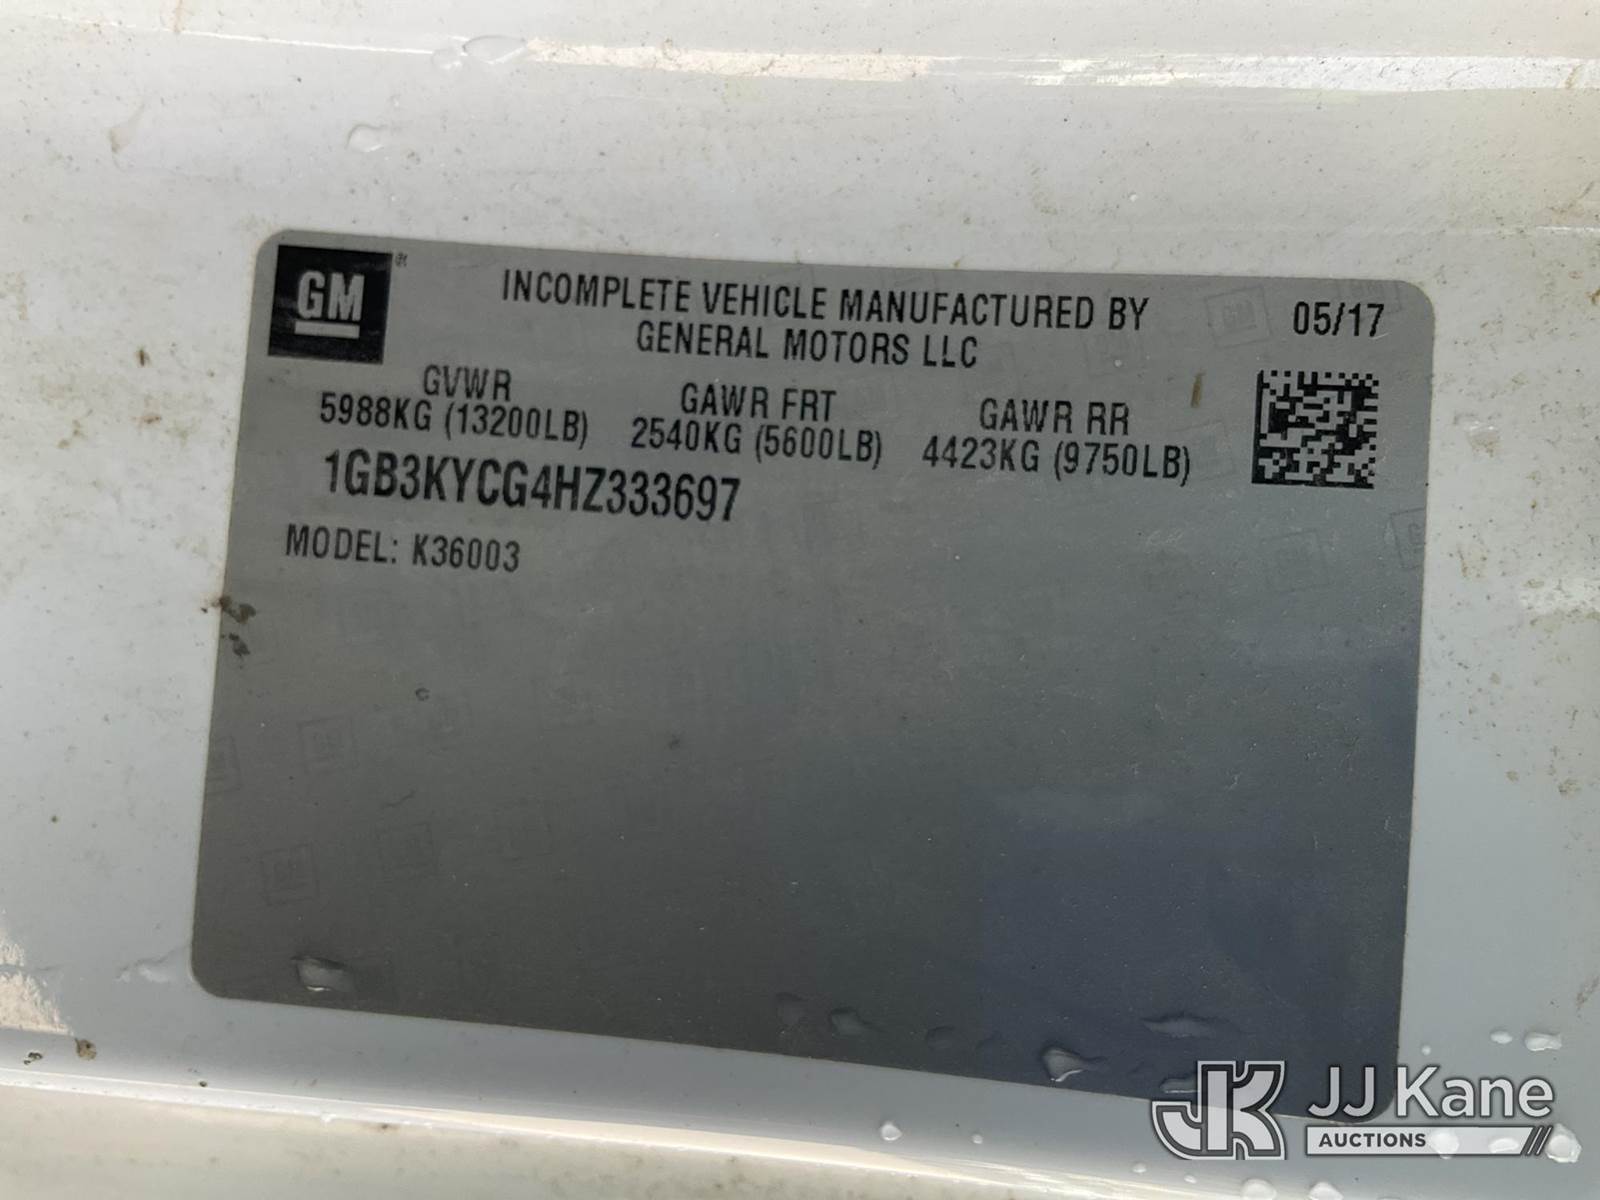 GM
INCOMPLETE VEHICLE MANUFACTURED BY
GENERAL MOTORS LLC
05/17
GVWR
5988KG (13200LB)
GAWR FRT
2540KG (5600LB)
GAWR RR
4423KG (9750LB)
1GB3KYCG4HZ333697
MODEL: K36003
JK JJ Kane
AUCTIONS